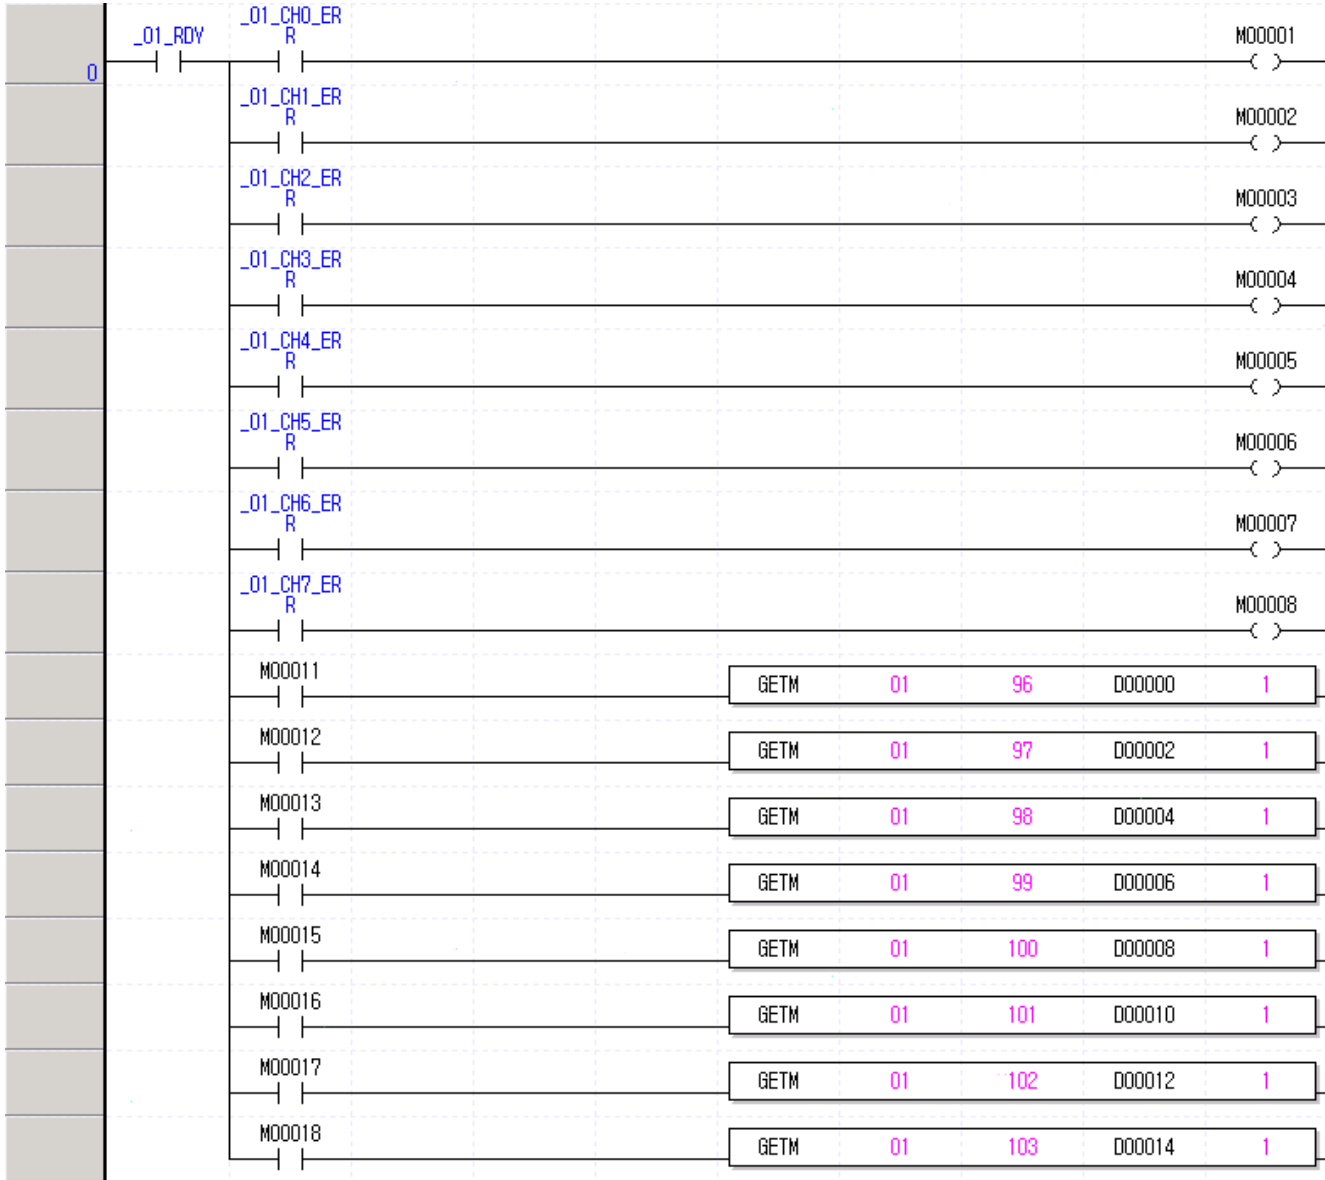 _01_RDY
_01_CH0_ER
R
M00001
0
_01_CH1_ER
R
M00002
_01_CH2_ER
R
M00003
_01_CH3_ER
R
M00004
_01_CH4_ER
R
M00005
_01_CH5_ER
R
M00006
_01_CH6_ER
R
M00007
_01_CH7_ER
R
M00008
M00011
GETM 01 96 D00000 1
M00012
GETM 01 97 D00002 1
M00013
GETM 01 98 D00004 1
M00014
GETM 01 99 D00006 1
M00015
GETM 01 100 D00008 1
M00016
GETM 01 101 D00010 1
M00017
GETM 01 102 D00012 1
M00018
GETM 01 103 D00014 1